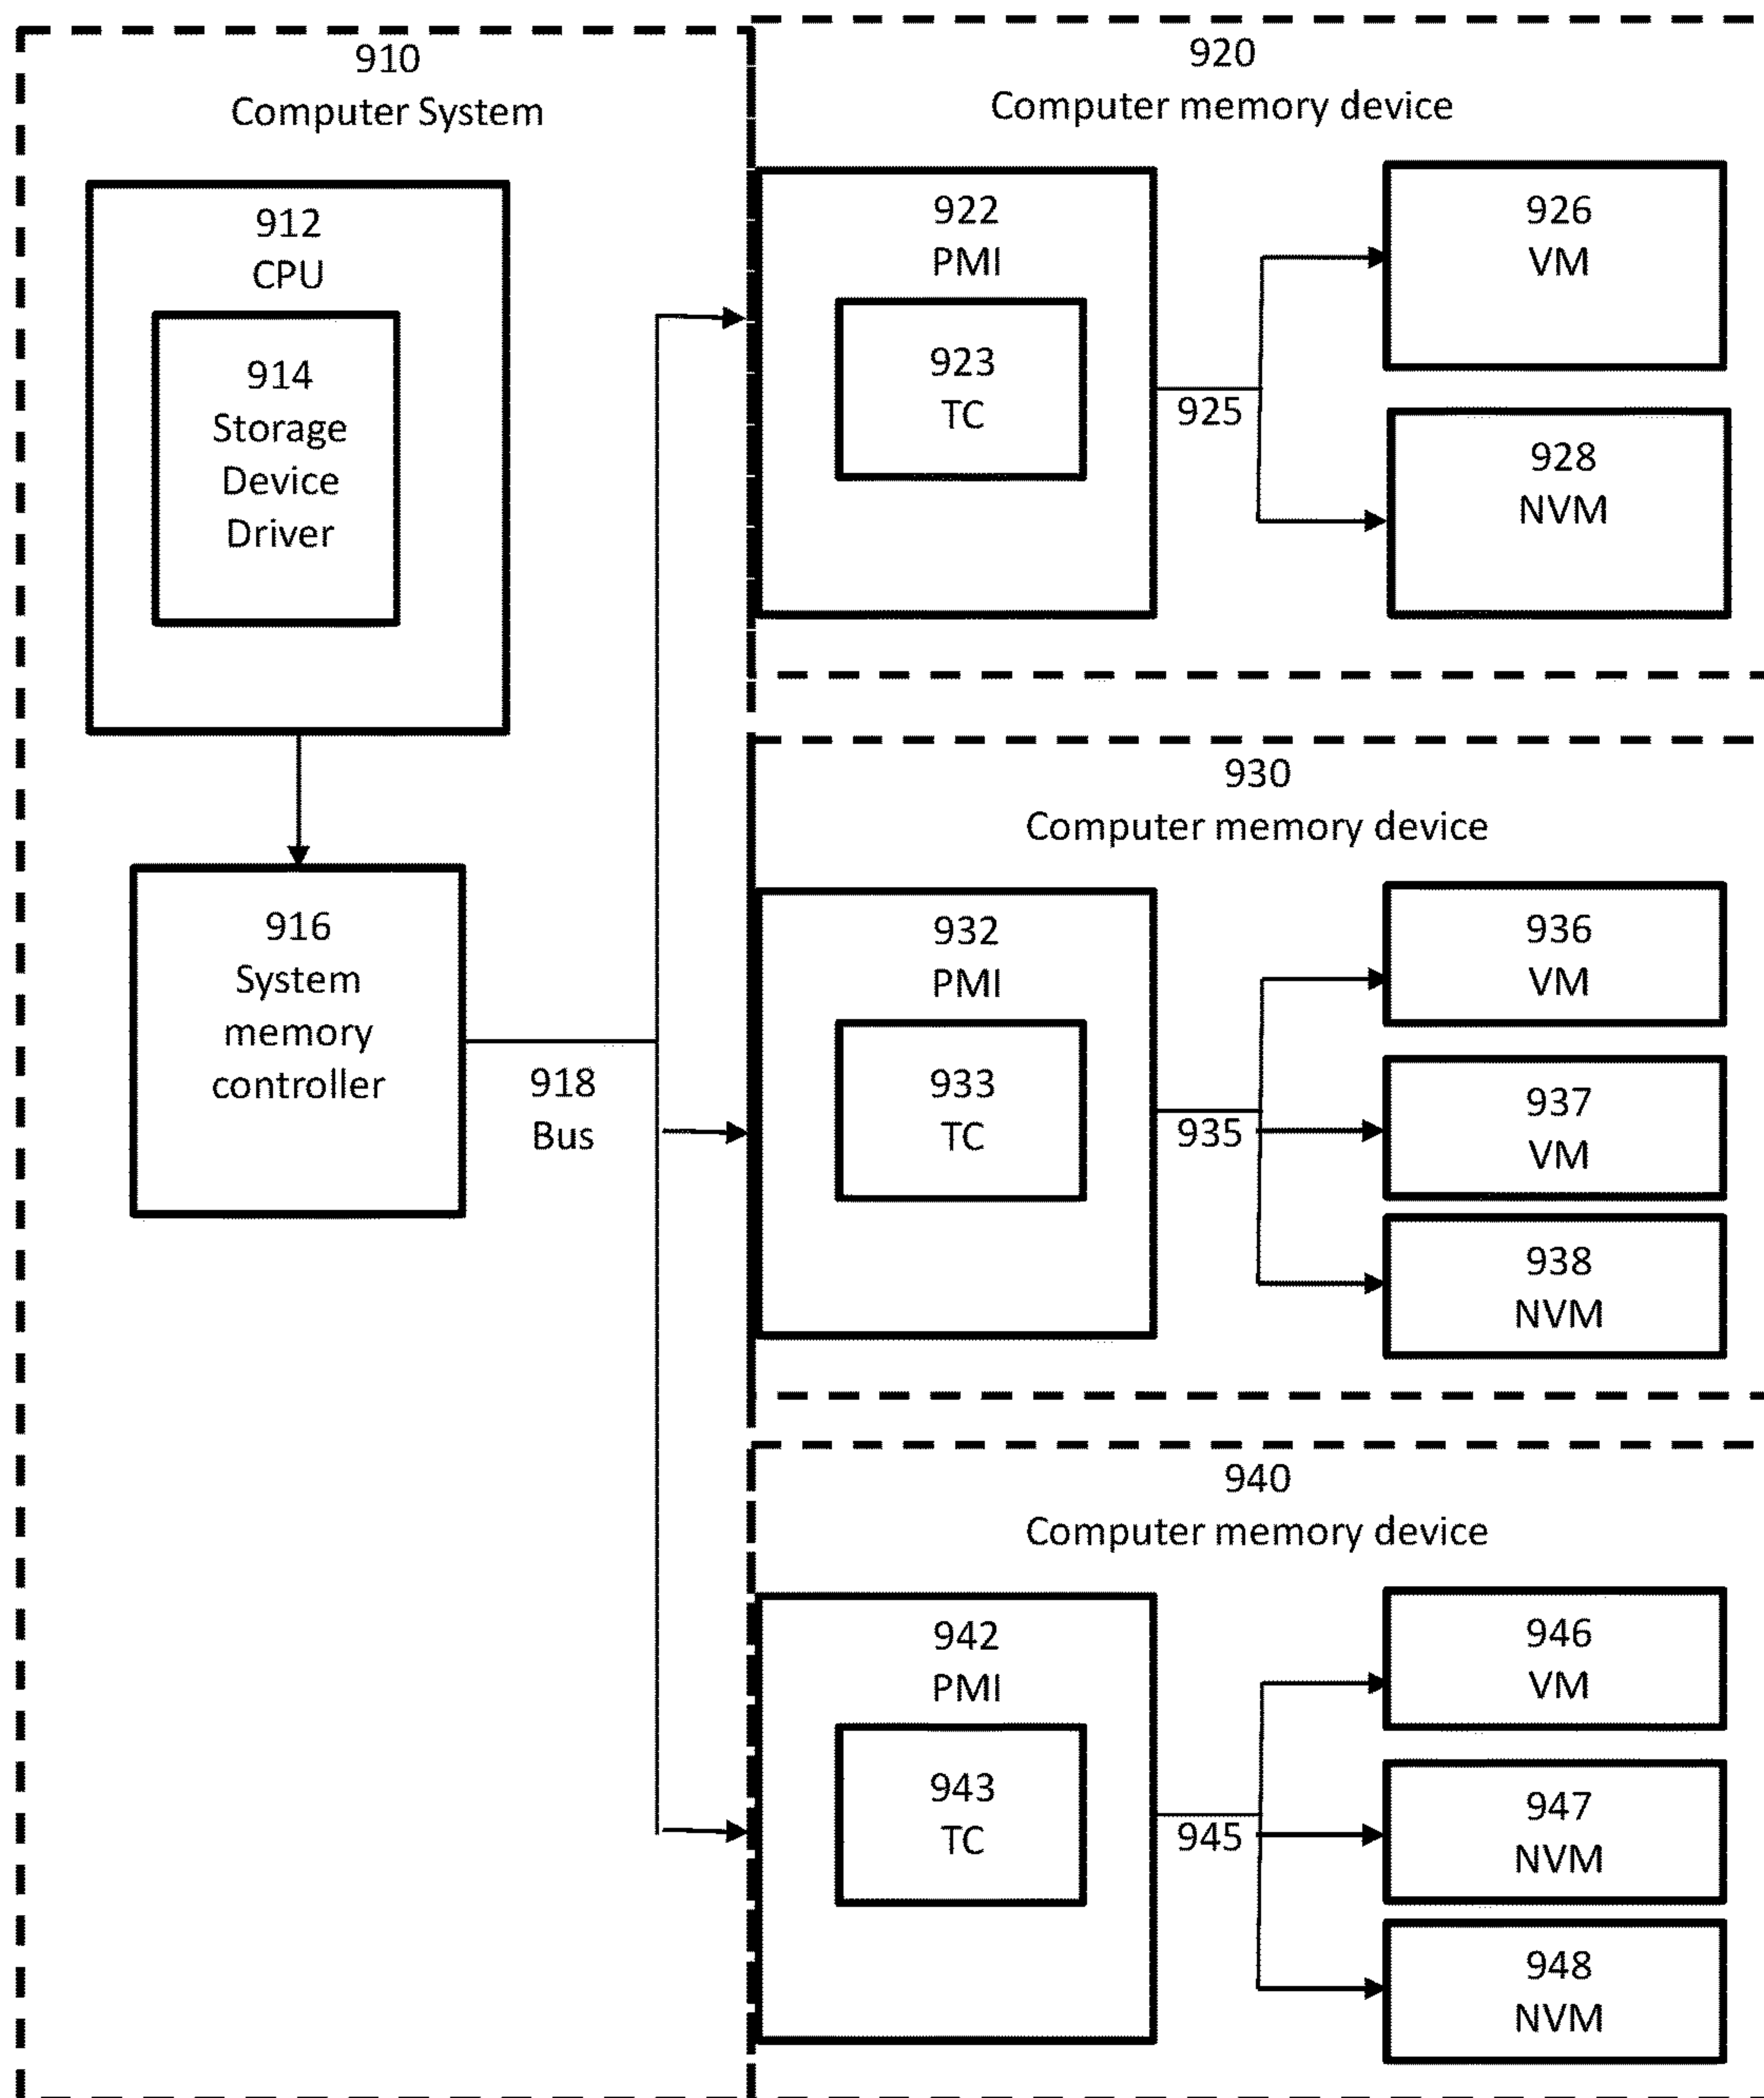 910
Computer System
912
CPU
914
Storage
Device
Driver
916
System
memory
controller
918
Bus
920
Computer memory device
922
PMI
923
TC
925
926
VM
928
NVM
930
Computer memory device
932
PMI
933
TC
935
936
VM
937
VM
938
NVM
940
Computer memory device
942
PMI
943
TC
945
946
VM
947
NVM
948
NVM